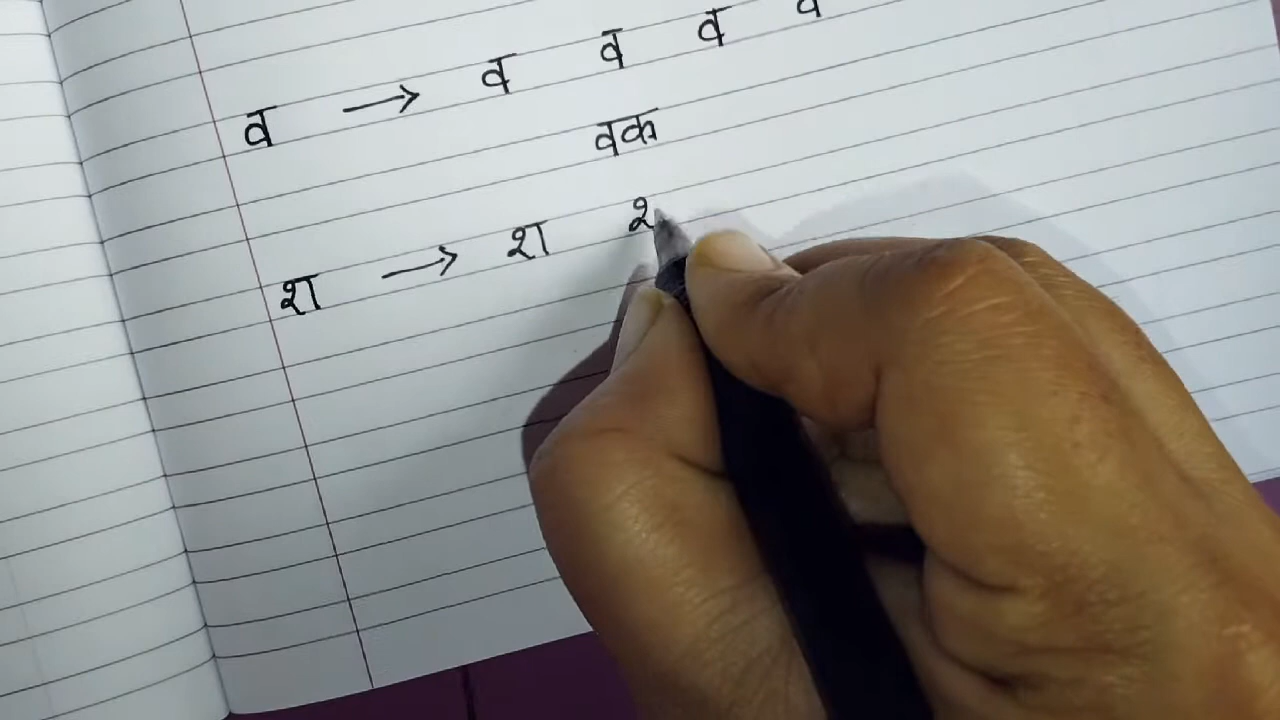 व → व व व व
वक
श → श